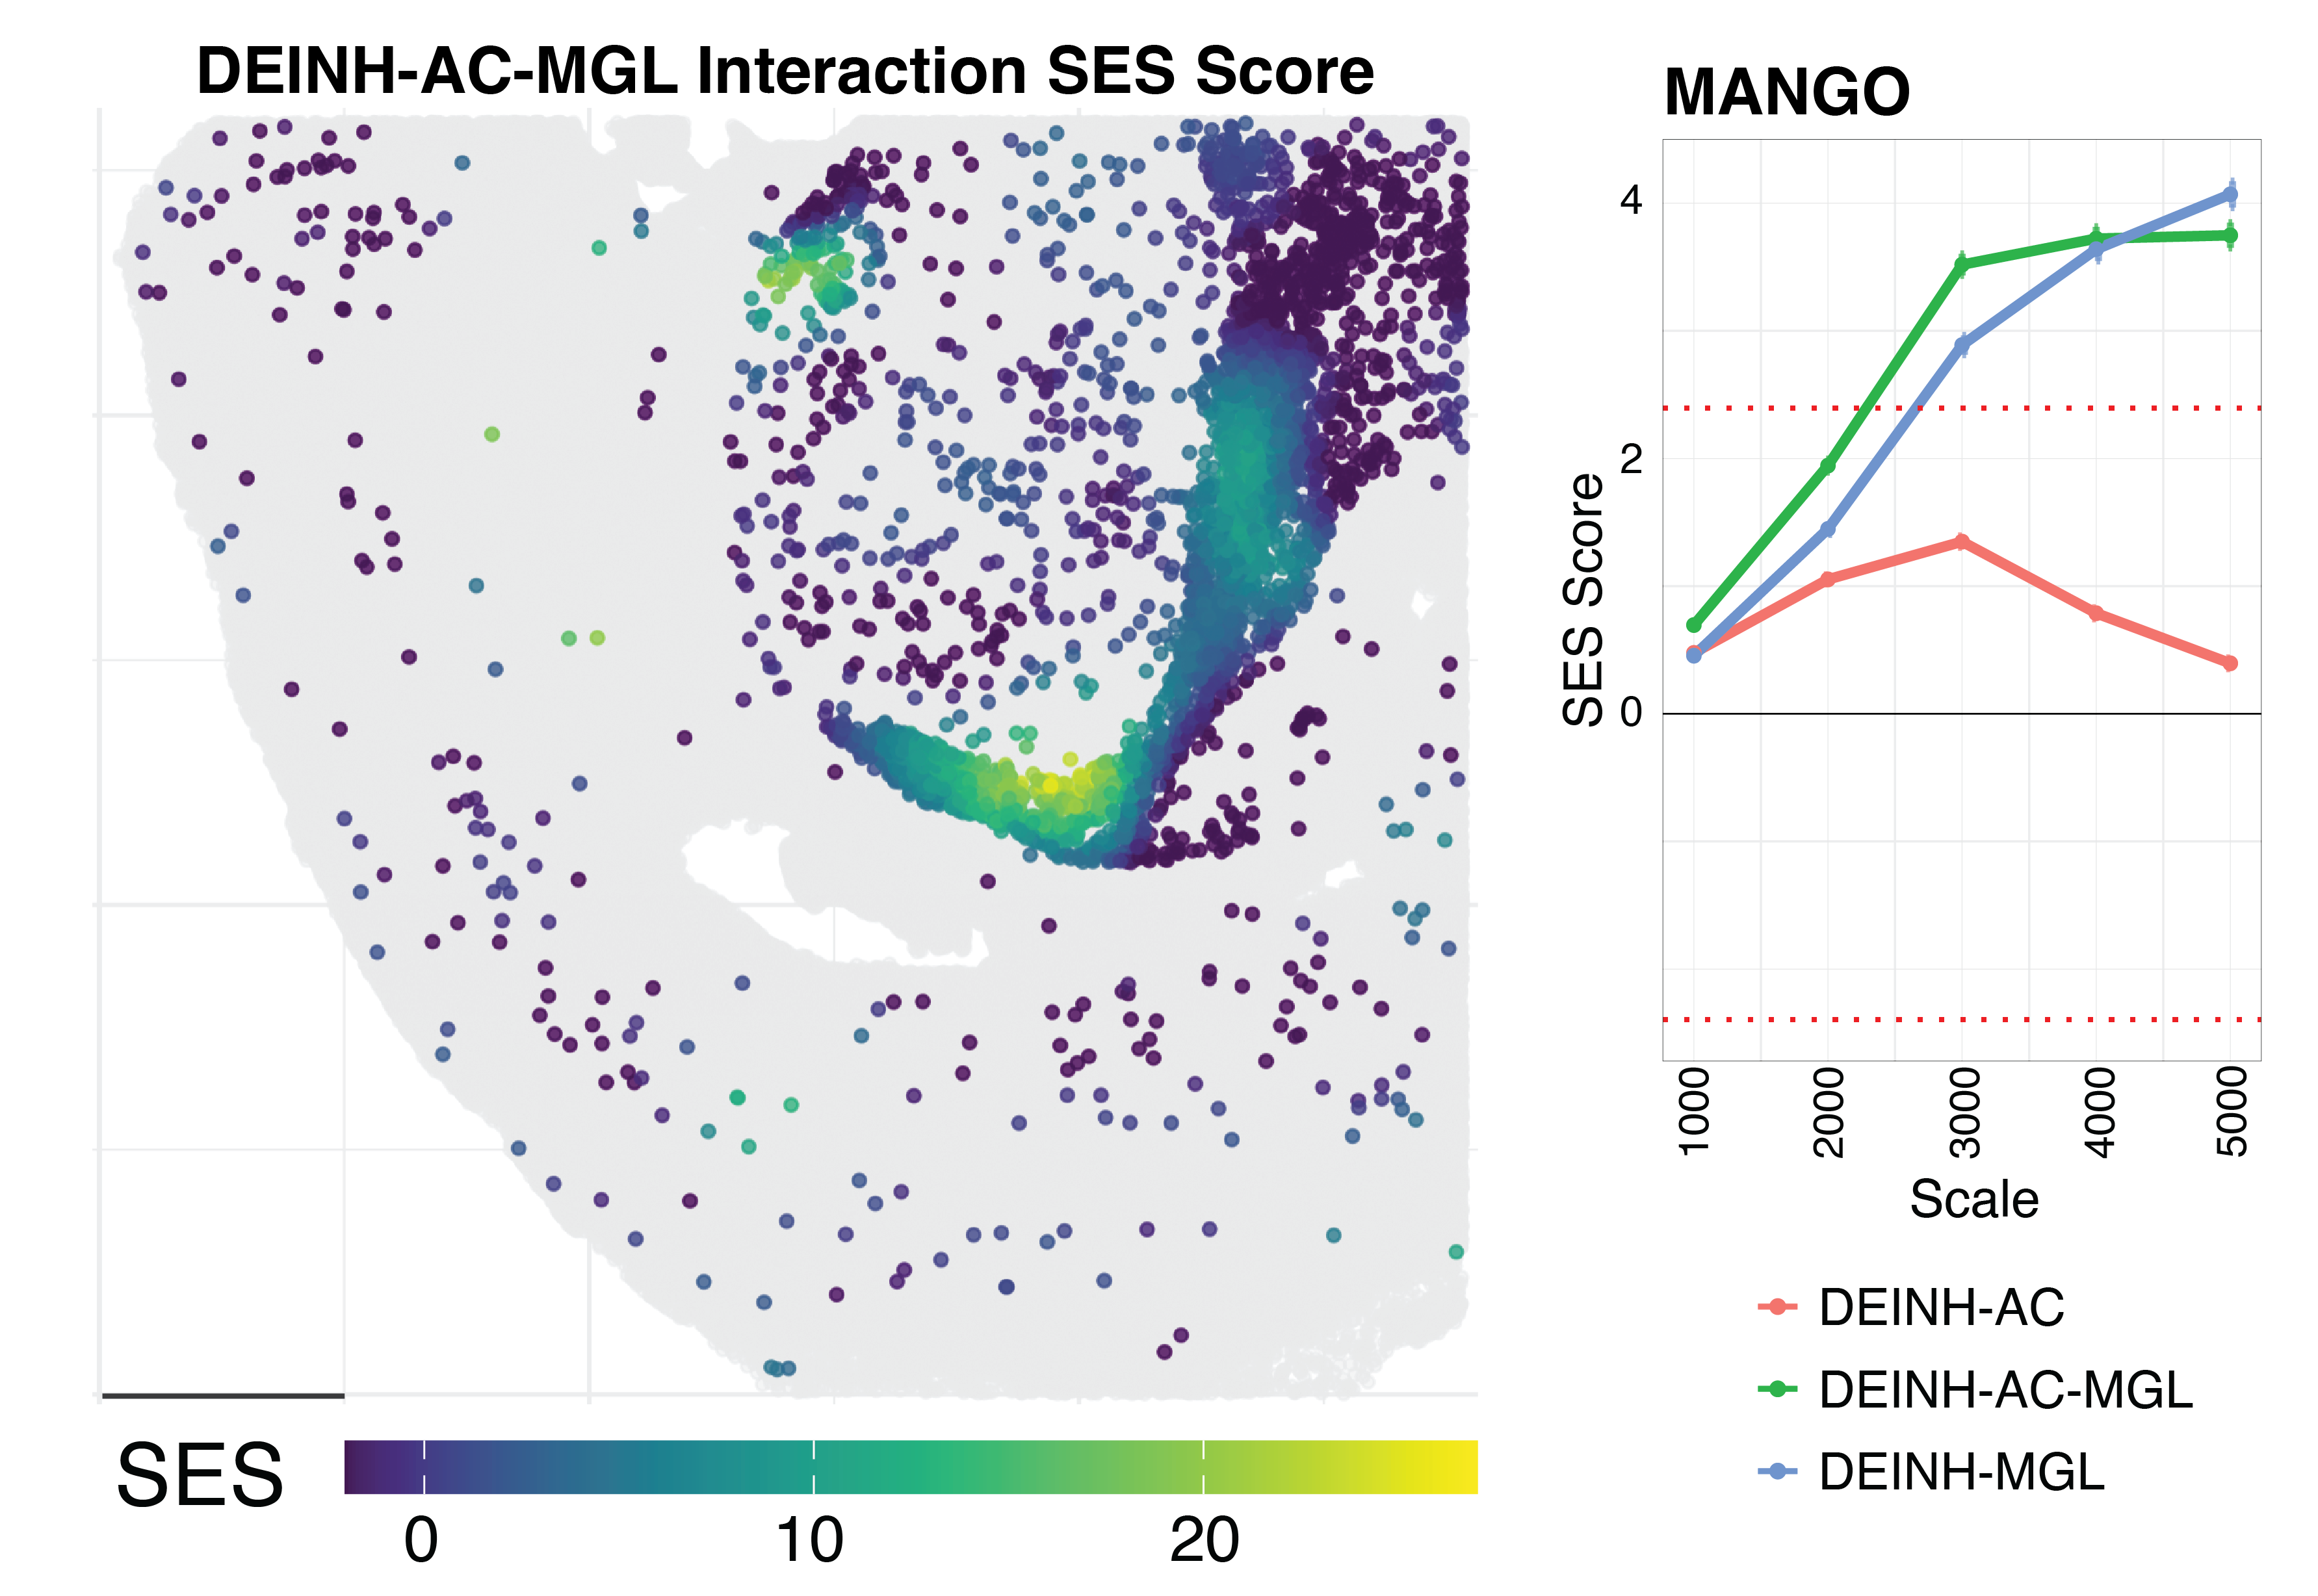 DEINH-AC-MGL Interaction SES Score
SES
0
10
20
MANGO
SES Score
4
2
0
1000
2000
3000
4000
5000
Scale
DEINH-AC
DEINH-AC-MGL
DEINH-MGL